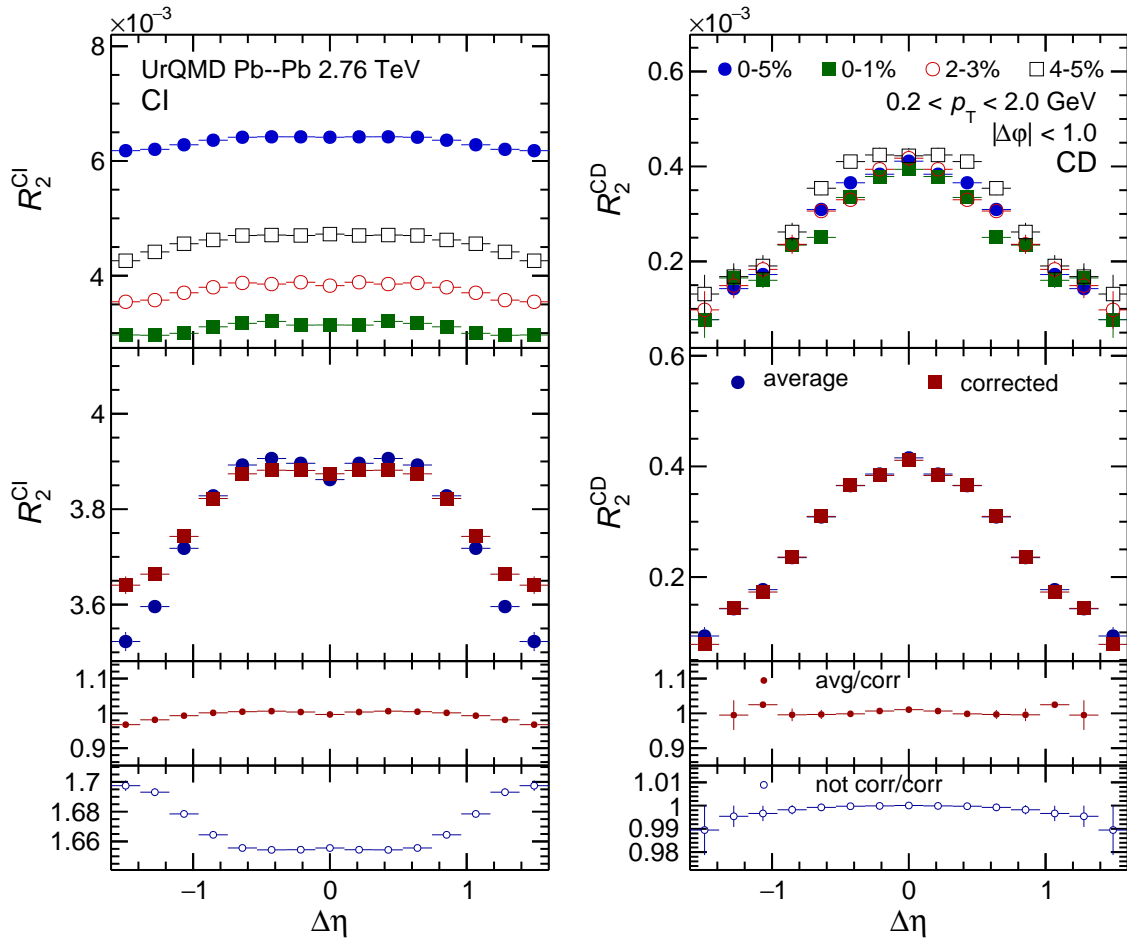 ×10⁻³
8
UrQMD Pb--Pb 2.76 TeV
CI
6
4
R₂^CI
4
3.8
3.6
R₂^CI
1.1
1
0.9
1.7
1.68
1.66
−1 0 1
Δη
×10⁻³
0.6
0-5% 0-1% 2-3% 4-5%
0.2 < p_T < 2.0 GeV
|Δφ| < 1.0
CD
0.4
0.2
R₂^CD
0.6
average corrected
0.4
0.2
R₂^CD
avg/corr
1.1
1
0.9
not corr/corr
1.01
1
0.99
0.98
−1 0 1
Δη